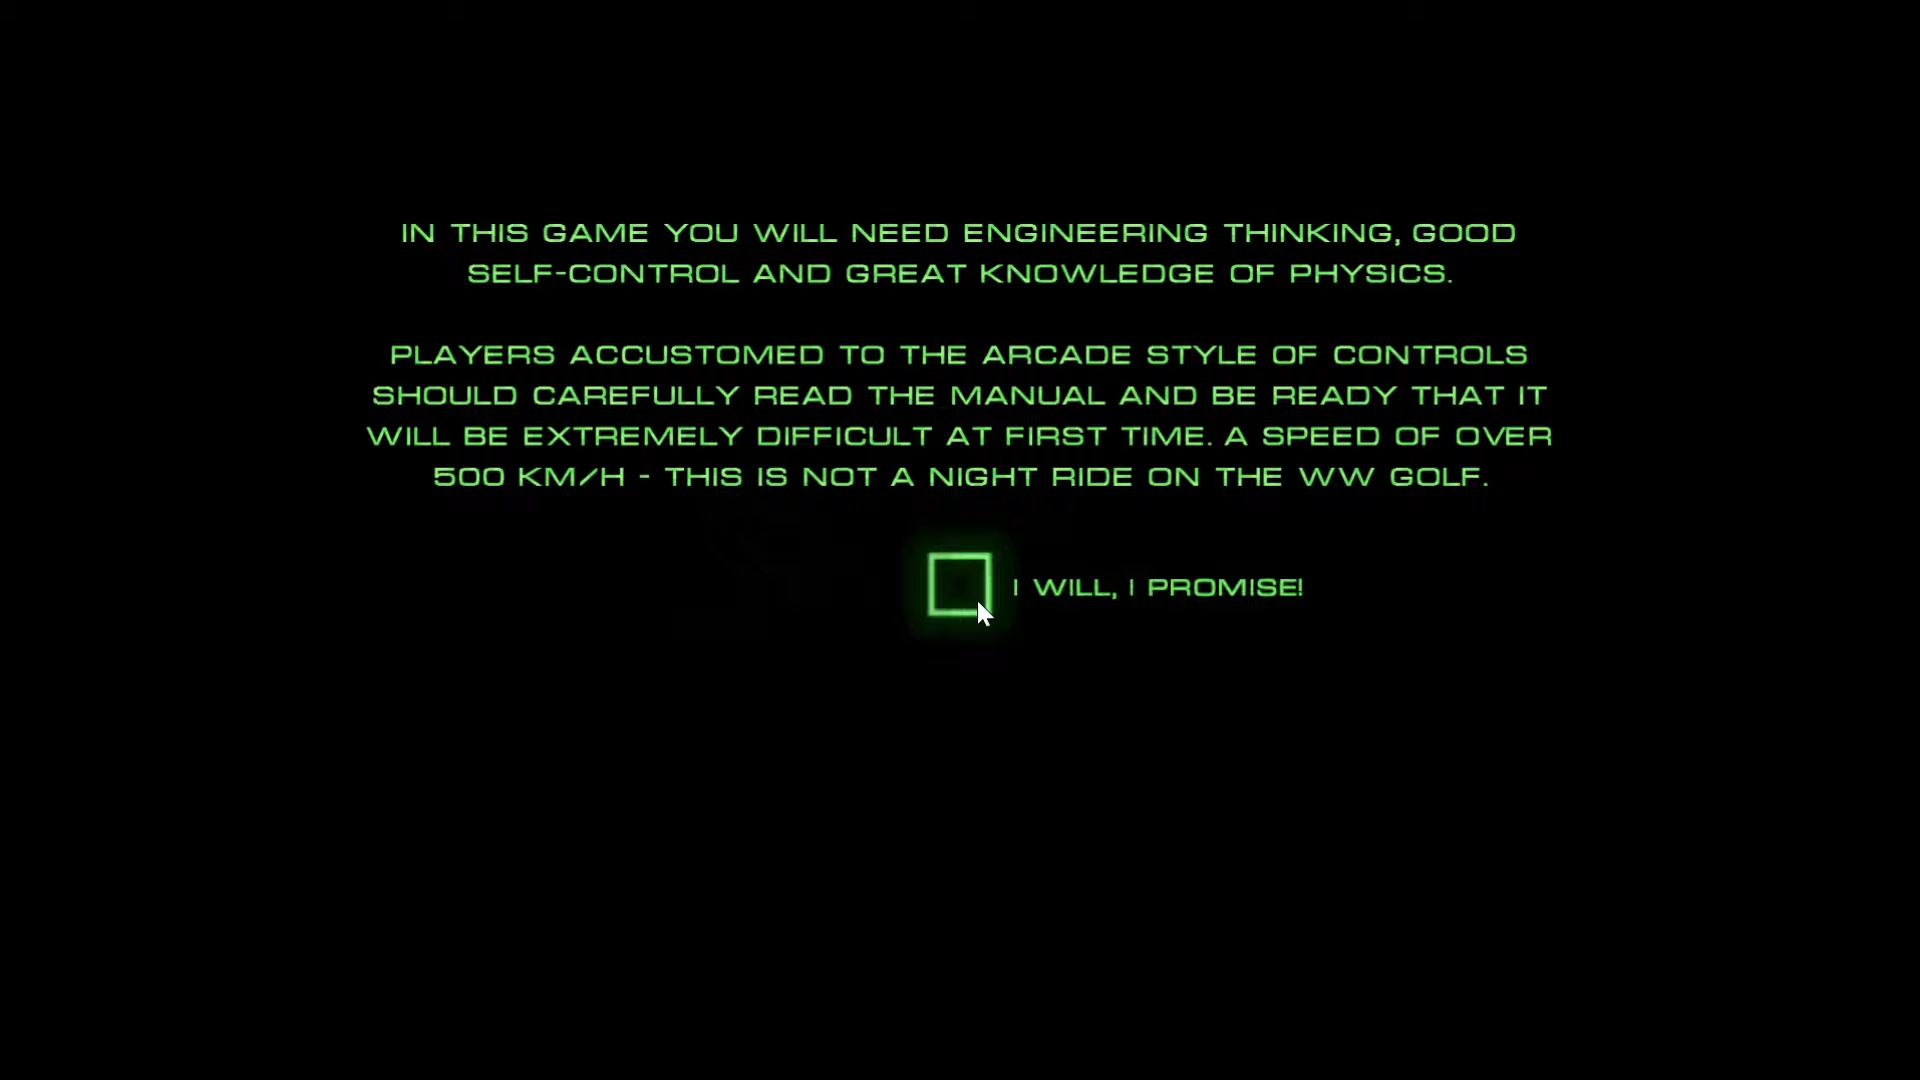 IN THIS GAME YOU WILL NEED ENGINEERING THINKING, GOOD
SELF-CONTROL AND GREAT KNOWLEDGE OF PHYSICS.
PLAYERS ACCUSTOMED TO THE ARCADE STYLE OF CONTROLS
SHOULD CAREFULLY READ THE MANUAL AND BE READY THAT IT
WILL BE EXTREMELY DIFFICULT AT FIRST TIME. A SPEED OF OVER
500 KM/H - THIS IS NOT A NIGHT RIDE ON THE WW GOLF.
I WILL, I PROMISE!